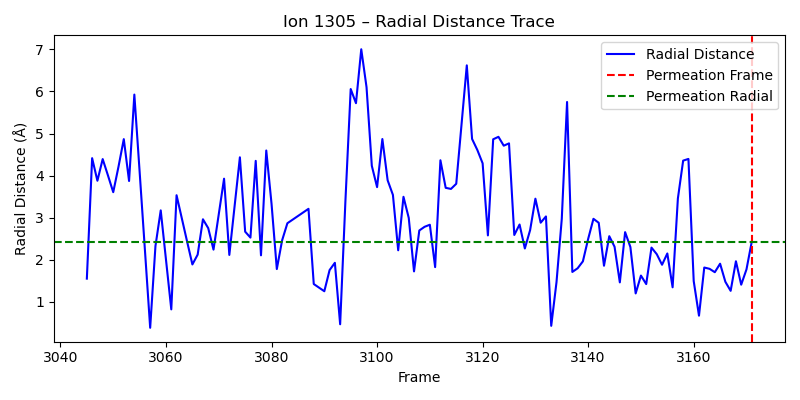 Ion 1305 – Radial Distance Trace
Radial Distance
Permeation Frame
Permeation Radial
Radial Distance (Å)
7
6
5
4
3
2
1
3040 3060 3080 3100 3120 3140 3160
Frame